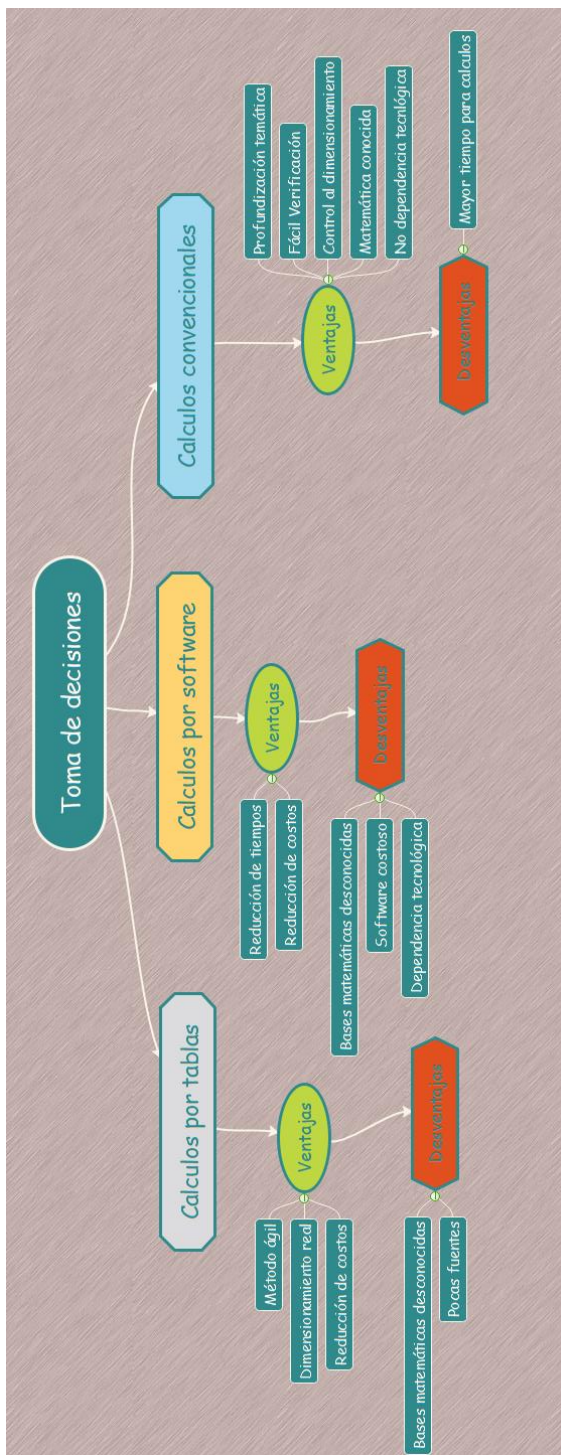 Toma de decisiones
Calculos por tablas
Ventajas
Método ágil
Dimensionamiento real
Reducción de costos
Desventajas
Bases matemáticas desconocidas
Pocas fuentes
Calculos por software
Ventajas
Reducción de tiempos
Reducción de costos
Desventajas
Bases matemáticas desconocidas
Software costoso
Dependencia tecnológica
Calculos convencionales
Ventajas
Profundización temática
Fácil Verificación
Control al dimensionamiento
Matemática conocida
No dependencia tecnlógica
Desventajas
Mayor tiempo para calculos